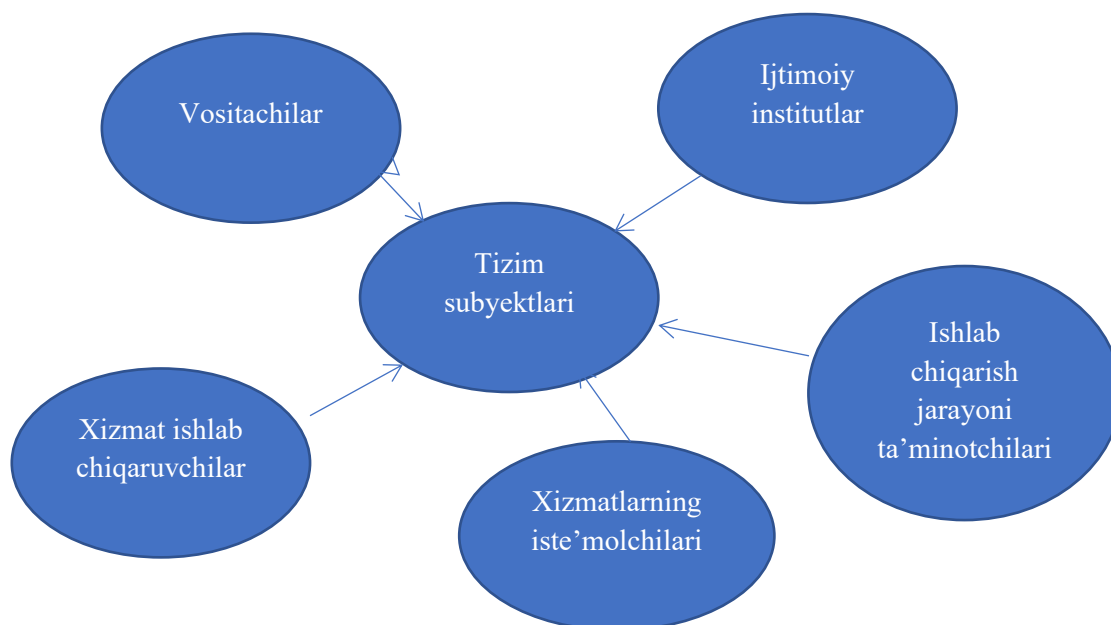 Vositachilar
Ijtimoiy
institutlar
Tizim
subyektlari
Ishlab
chiqarish
jarayoni
ta’minotchilari
Xizmat ishlab
chiqaruvchilar
Xizmatlarning
iste’molchilari